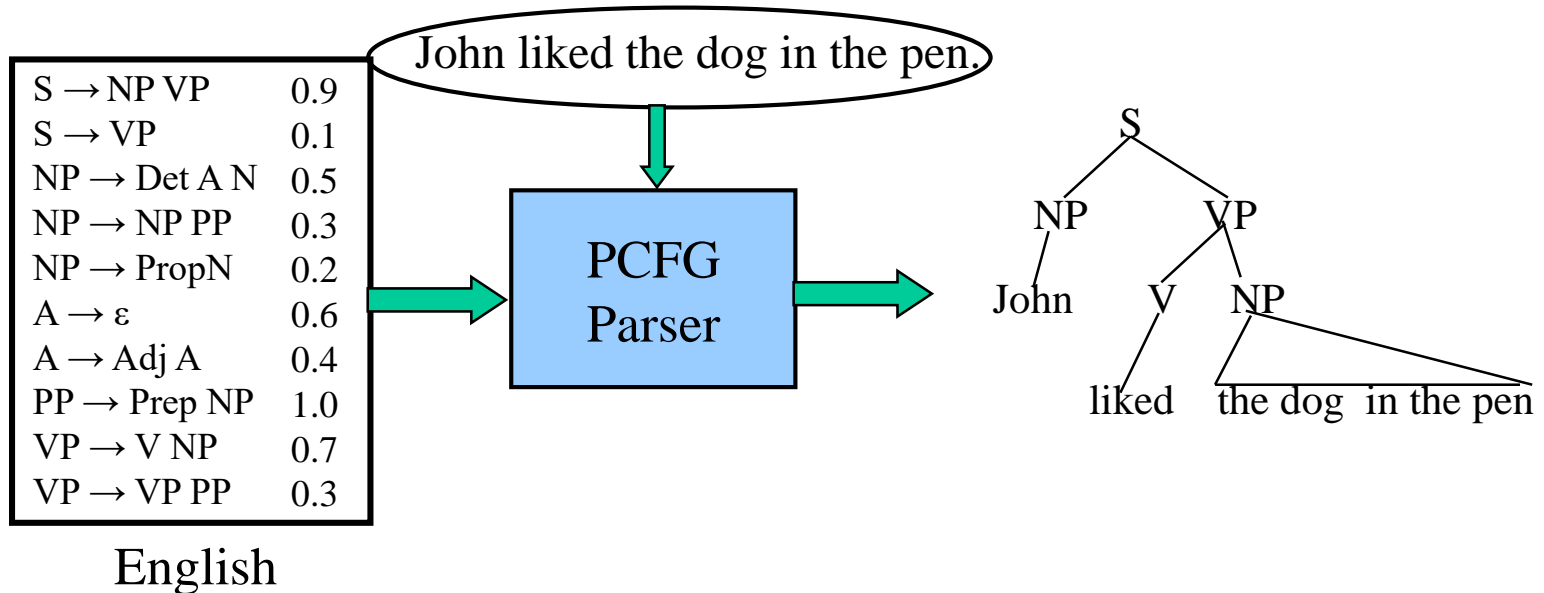 John liked the dog in the pen.
S → NP VP 0.9
S → VP 0.1
NP → Det A N 0.5
NP → NP PP 0.3
NP → PropN 0.2
A → ε 0.6
A → Adj A 0.4
PP → Prep NP 1.0
VP → V NP 0.7
VP → VP PP 0.3
English
PCFG
Parser
S
NP VP
John V NP
liked the dog in the pen